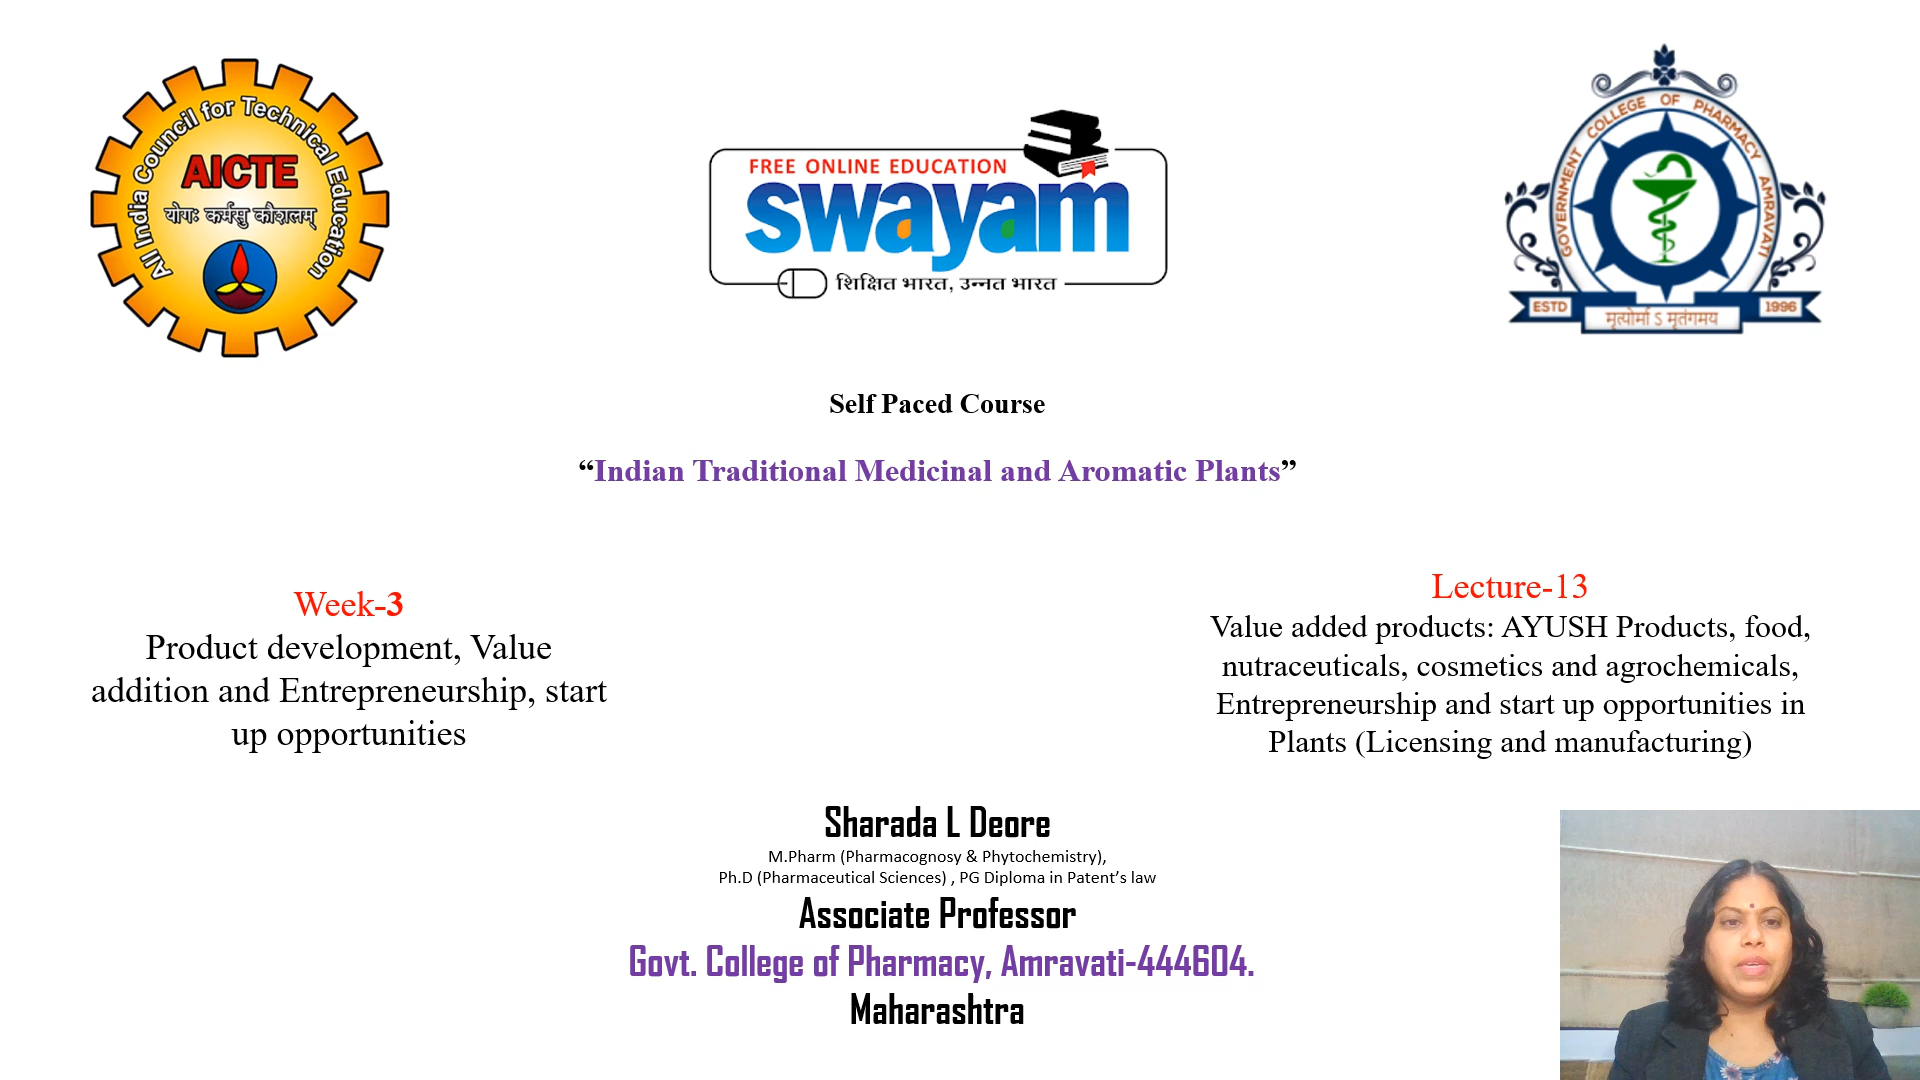 All India Council for Technical Education
AICTE
योगः कर्मसु कौशलम्
FREE ONLINE EDUCATION
swayam
शिक्षित भारत, उन्नत भारत
GOVERNMENT COLLEGE OF PHARMACY AMRAVATI
ESTD
1996
मृत्योर्मा ऽ मृतंगमय
Self Paced Course
“Indian Traditional Medicinal and Aromatic Plants”
Week-3
Product development, Value
addition and Entrepreneurship, start
up opportunities
Lecture-13
Value added products: AYUSH Products, food,
nutraceuticals, cosmetics and agrochemicals,
Entrepreneurship and start up opportunities in
Plants (Licensing and manufacturing)
Sharada L Deore
M.Pharm (Pharmacognosy & Phytochemistry),
Ph.D (Pharmaceutical Sciences) , PG Diploma in Patent’s law
Associate Professor
Govt. College of Pharmacy, Amravati-444604.
Maharashtra